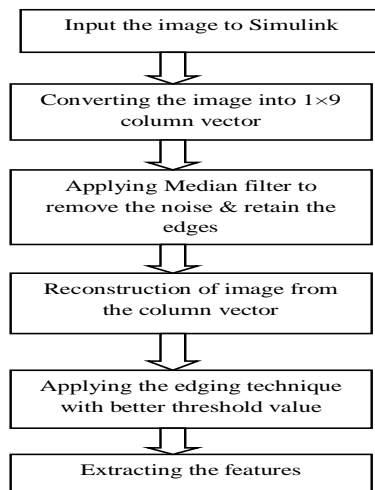 Input the image to Simulink
Converting the image into 1×9
column vector
Applying Median filter to
remove the noise & retain the
edges
Reconstruction of image from
the column vector
Applying the edging technique
with better threshold value
Extracting the features